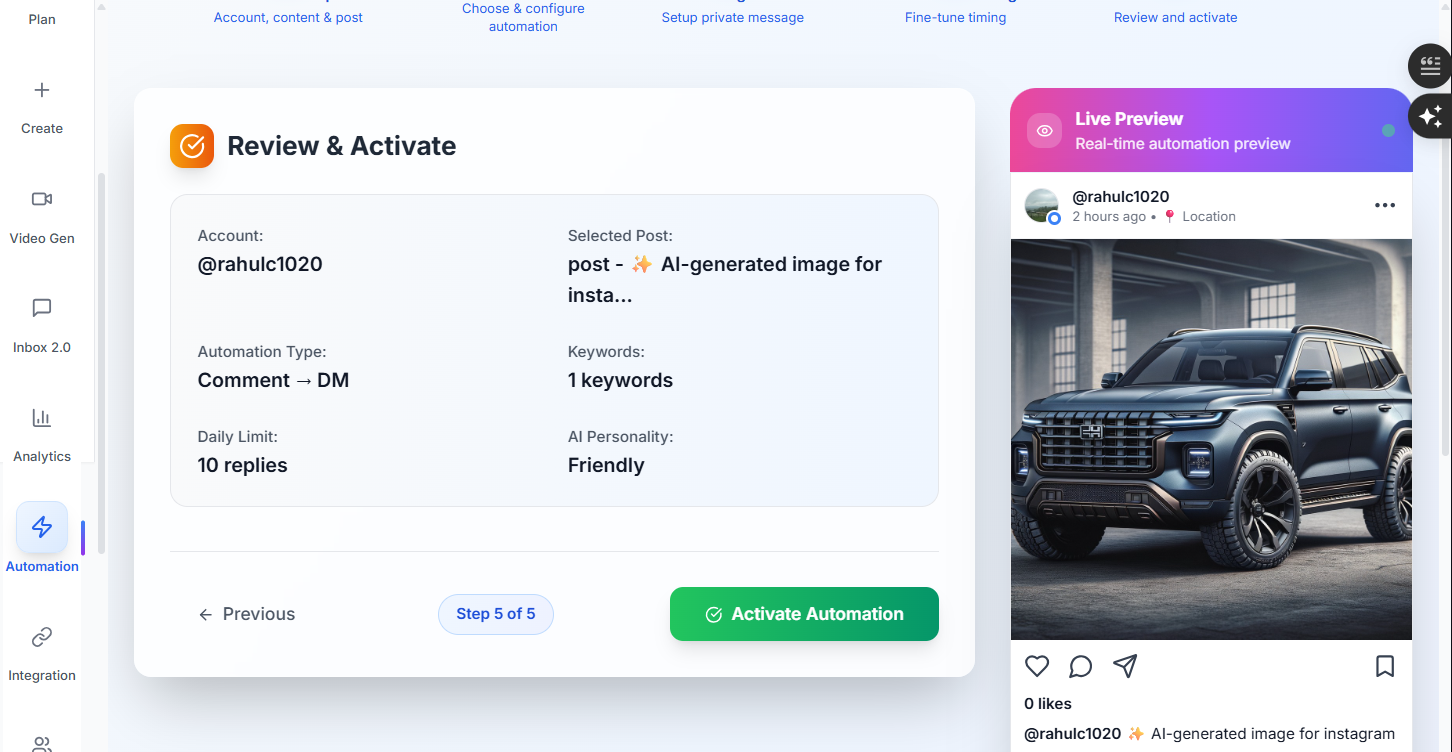 Plan
Account, content & post
Choose & configure
automation
Setup private message
Fine-tune timing
Review and activate
Create
Video Gen
Inbox 2.0
Analytics
Automation
Integration
Review & Activate
Account:
@rahulc1020
Selected Post:
post - ✨ AI-generated image for
insta...
Automation Type:
Comment → DM
Keywords:
1 keywords
Daily Limit:
10 replies
AI Personality:
Friendly
← Previous
Step 5 of 5
Activate Automation
Live Preview
Real-time automation preview
@rahulc1020
2 hours ago • 📍 Location
0 likes
@rahulc1020 ✨ AI-generated image for instagram